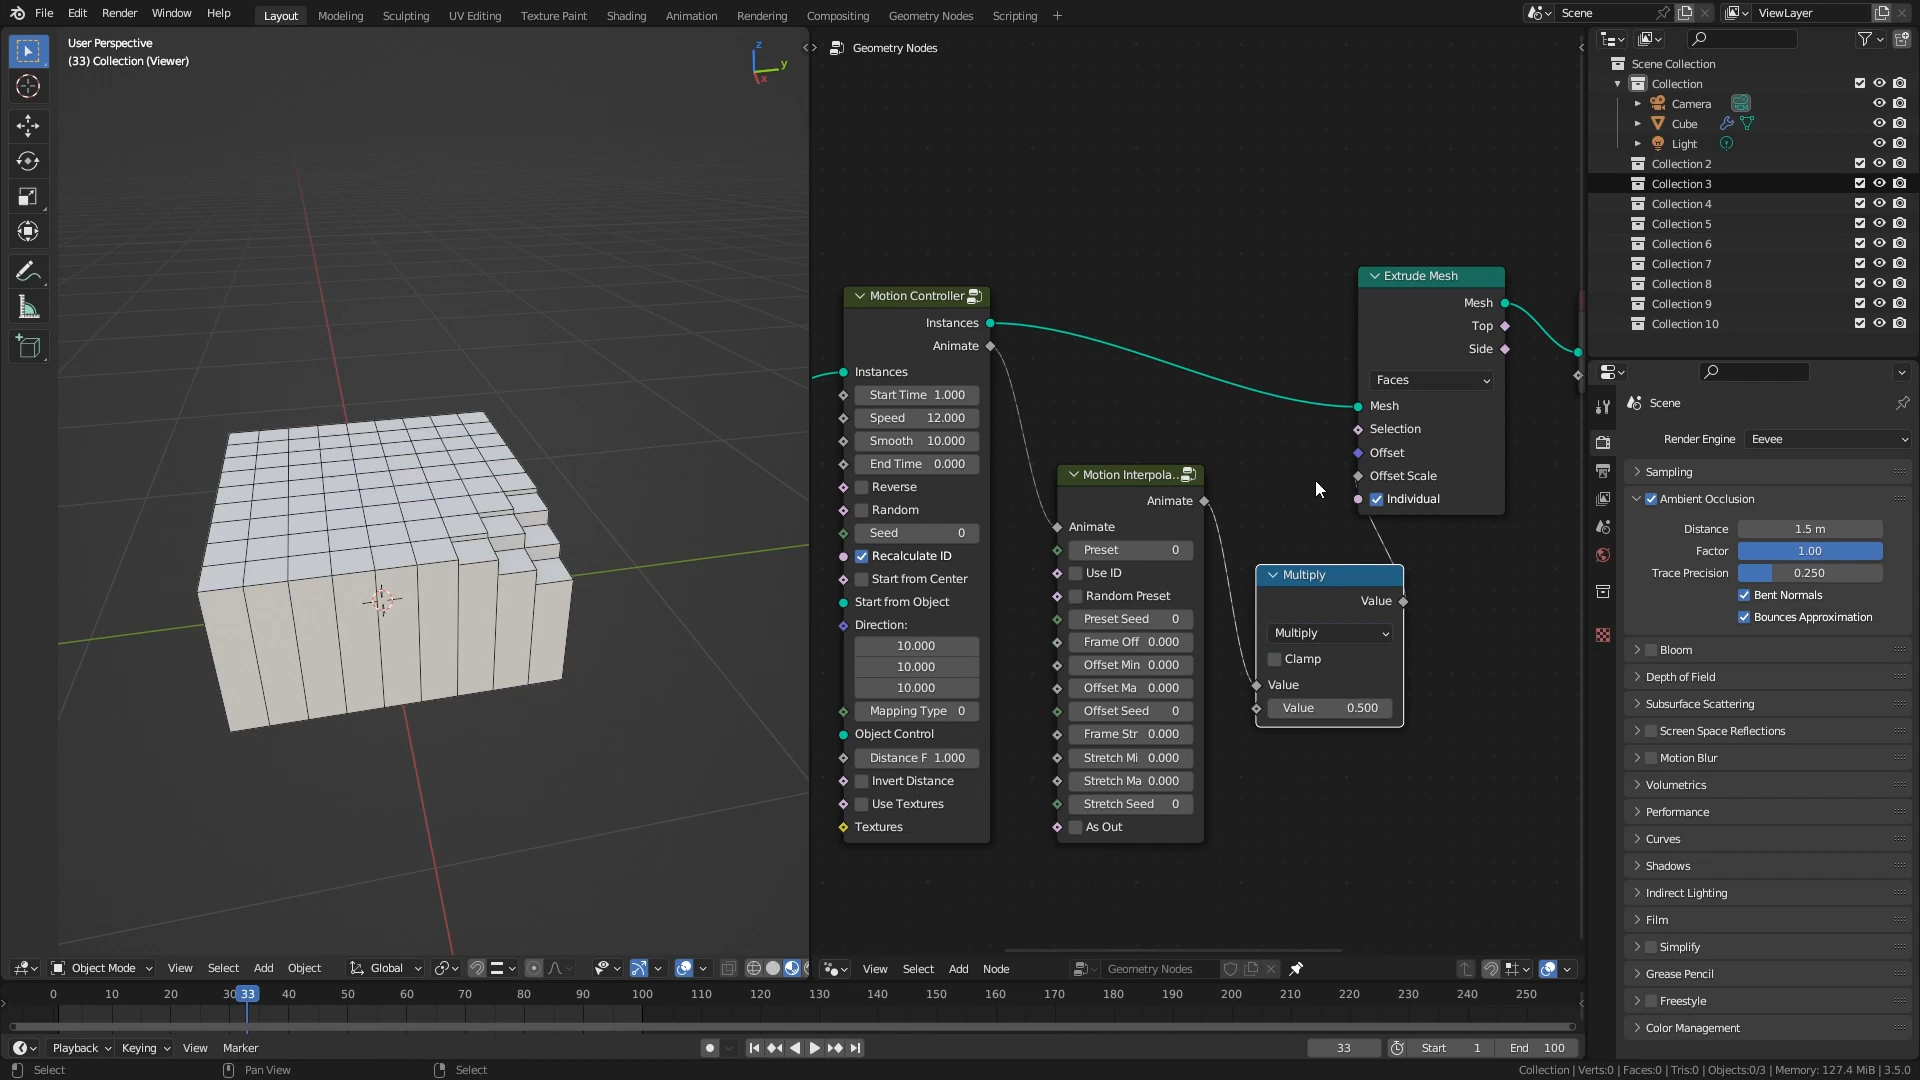 File Edit Render Window Help Layout Modeling Sculpting UV Editing Texture Paint Shading Animation Rendering Compositing Geometry Nodes Scripting + Scene ViewLayer
User Perspective
(33) Collection (Viewer)
z
y
x
Geometry Nodes
Motion Controller
Instances
Animate
Instances
Start Time 1.000
Speed 12.000
Smooth 10.000
End Time 0.000
Reverse
Random
Seed 0
Recalculate ID
Start from Center
Start from Object
Direction:
10.000
10.000
10.000
Mapping Type 0
Object Control
Distance F 1.000
Invert Distance
Use Textures
Textures
Motion Interpola..
Animate
Animate
Preset 0
Use ID
Random Preset
Preset Seed 0
Frame Off 0.000
Offset Min 0.000
Offset Ma 0.000
Offset Seed 0
Frame Str 0.000
Stretch Mi 0.000
Stretch Ma 0.000
Stretch Seed 0
As Out
Multiply
Value
Multiply
Clamp
Value
Value 0.500
Extrude Mesh
Mesh
Top
Side
Faces
Mesh
Selection
Offset
Offset Scale
Individual
Scene Collection
Collection
Camera
Cube
Light
Collection 2
Collection 3
Collection 4
Collection 5
Collection 6
Collection 7
Collection 8
Collection 9
Collection 10
Scene
Render Engine Eevee
Sampling
Ambient Occlusion
Distance 1.5 m
Factor 1.00
Trace Precision 0.250
Bent Normals
Bounces Approximation
Bloom
Depth of Field
Subsurface Scattering
Screen Space Reflections
Motion Blur
Volumetrics
Performance
Curves
Shadows
Indirect Lighting
Film
Simplify
Grease Pencil
Freestyle
Color Management
Object Mode View Select Add Object Global
View Select Add Node Geometry Nodes
0 10 20 30 33 40 50 60 70 80 90 100 110 120 130 140 150 160 170 180 190 200 210 220 230 240 250
Playback Keying View Marker 33 Start 1 End 100
Select Pan View Select Collection | Verts:0 | Faces:0 | Tris:0 | Objects:0/3 | Memory: 127.4 MiB | 3.5.0